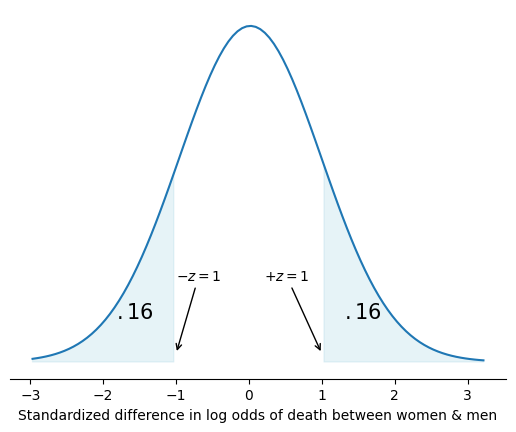 −z = 1
+z = 1
.16
.16
−3 −2 −1 0 1 2 3
Standardized difference in log odds of death between women & men